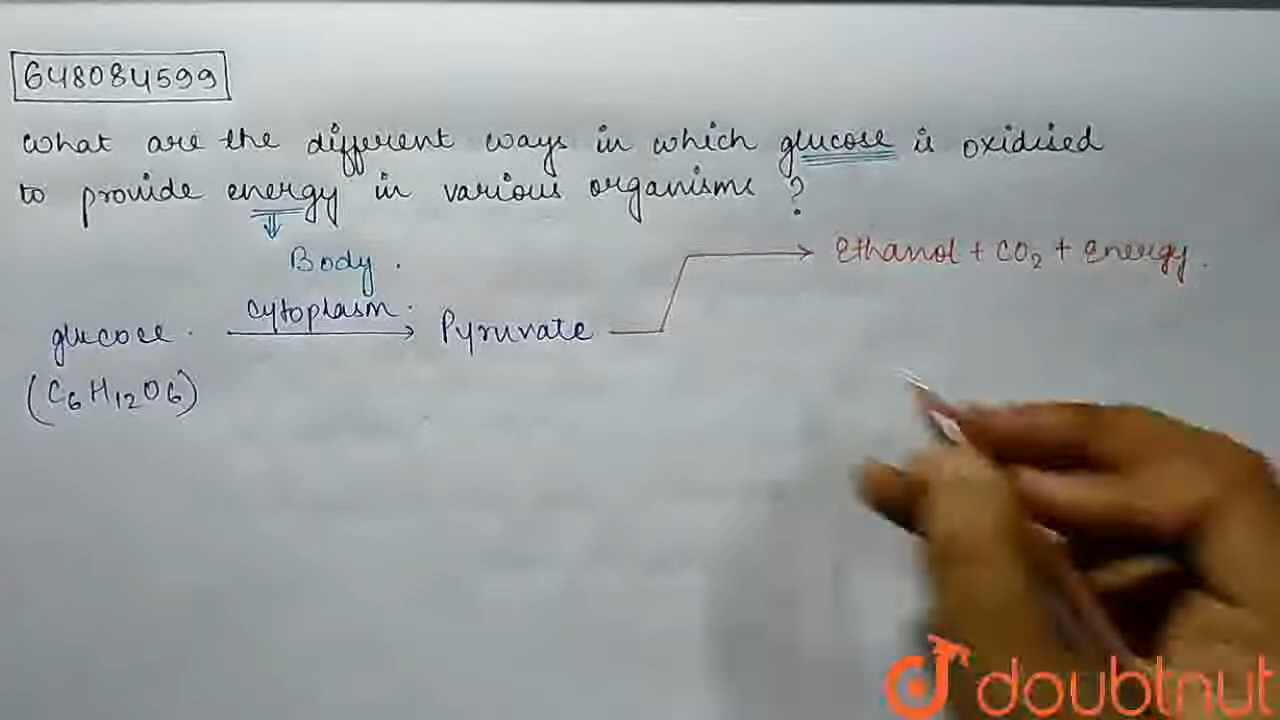 648084599
What are the different ways in which glucose is oxidised
to provide energy in various organisms ?
Body .
Ethanol + CO2 + Energy .
cytoplasm .
glucose . Pyruvate
(C6H12O6)
doubtnut